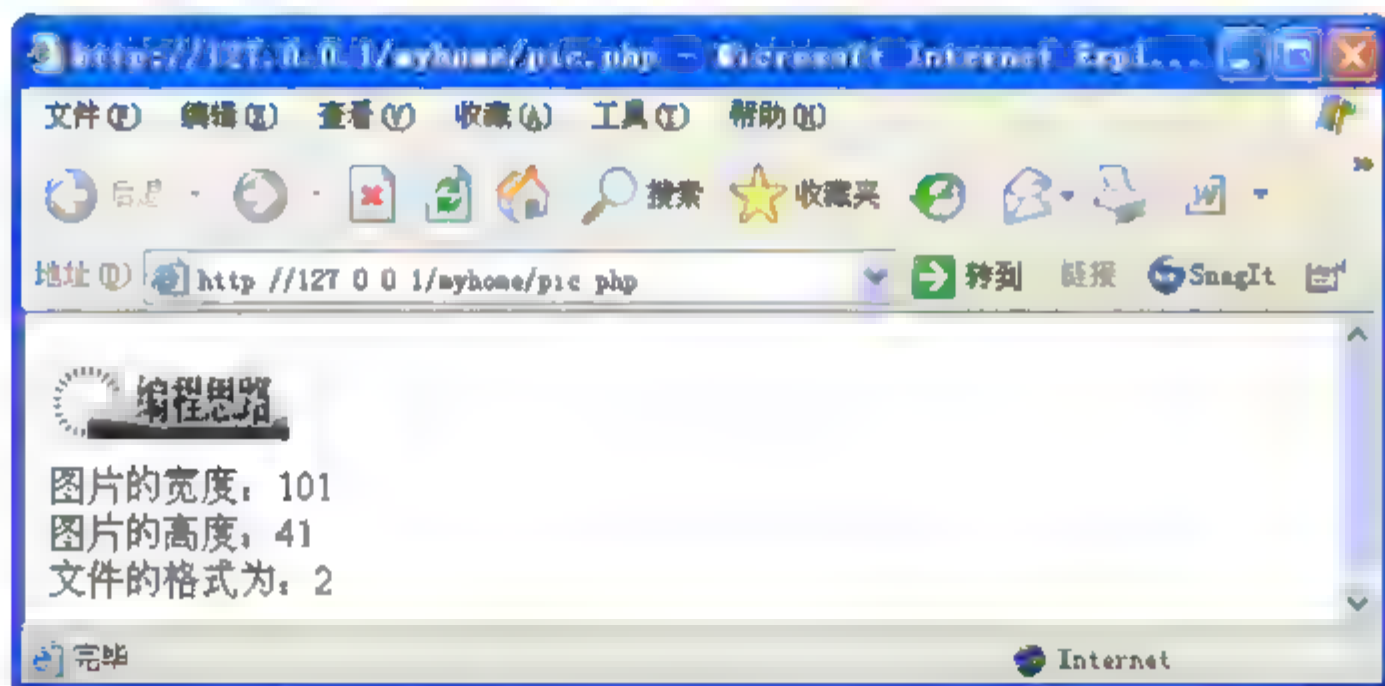 http://127.0.0.1/myhome/pic.php - Microsoft Internet Expl...
文件(F) 编辑(E) 查看(V) 收藏(A) 工具(T) 帮助(H)
后退 搜索 收藏夹
地址(D) http //127 0 0 1/myhome/pic php 转到 链接 SnagIt
编程思路
图片的宽度：101
图片的高度：41
文件的格式为：2
完毕 Internet